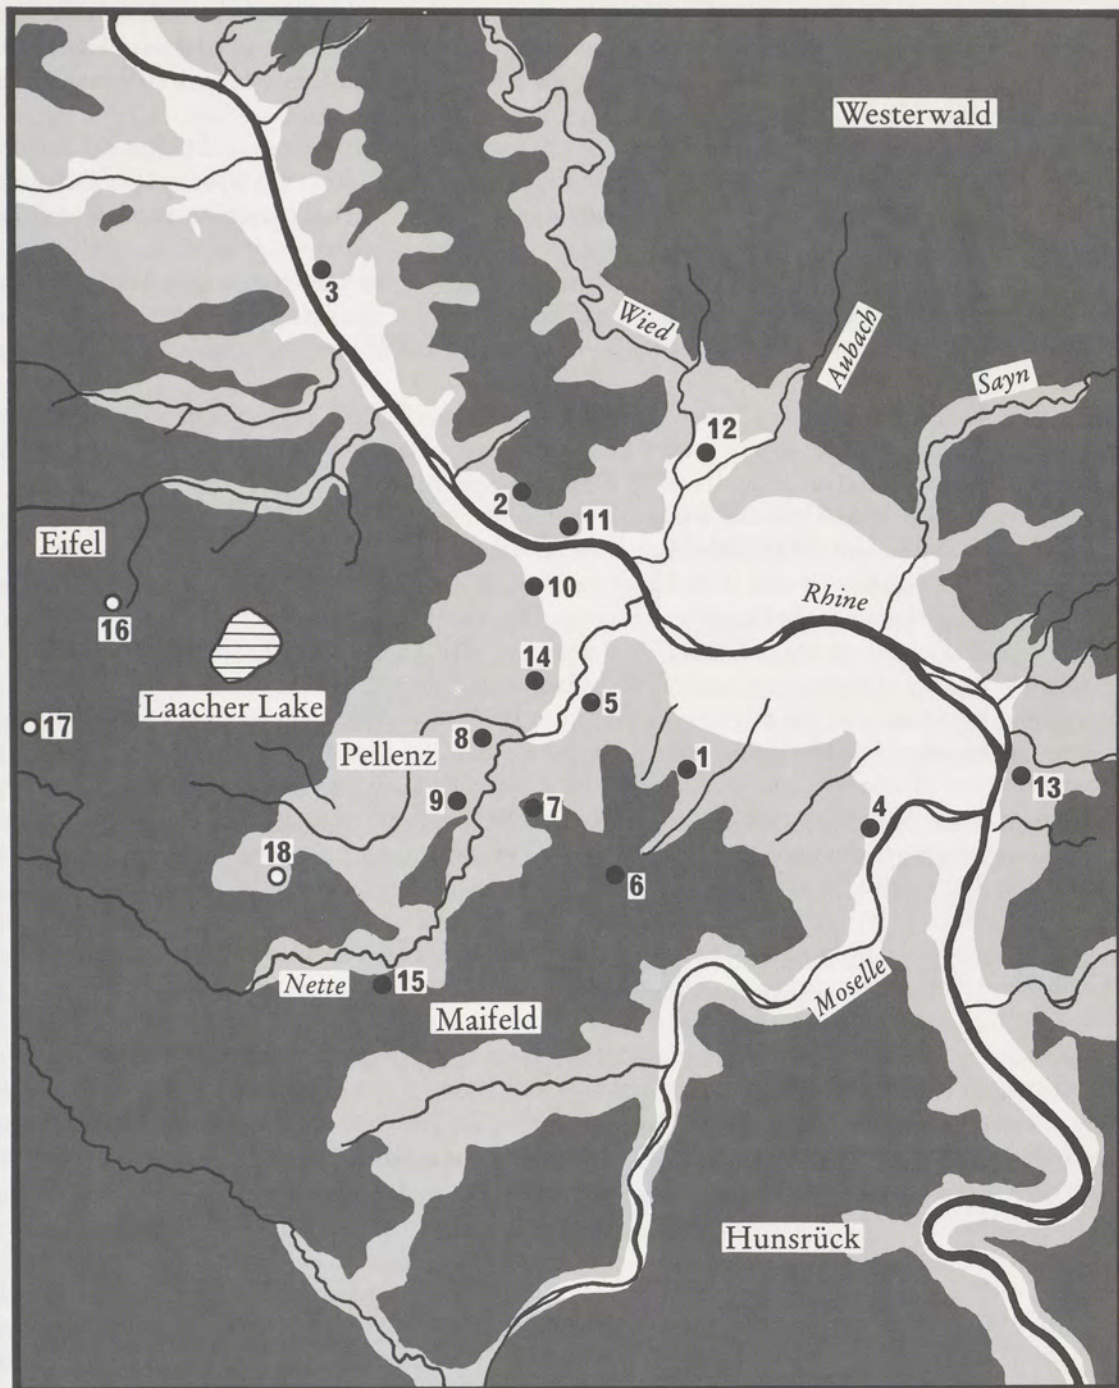 Westerwald
3
Wied
Aubach
Sayn
12
2
11
Eifel
10
Rhine
16
14
5
Laacher Lake
17
8
Pellenz
1
13
9
7
4
18
6
Nette
15
Moselle
Maifeld
Hunsrück